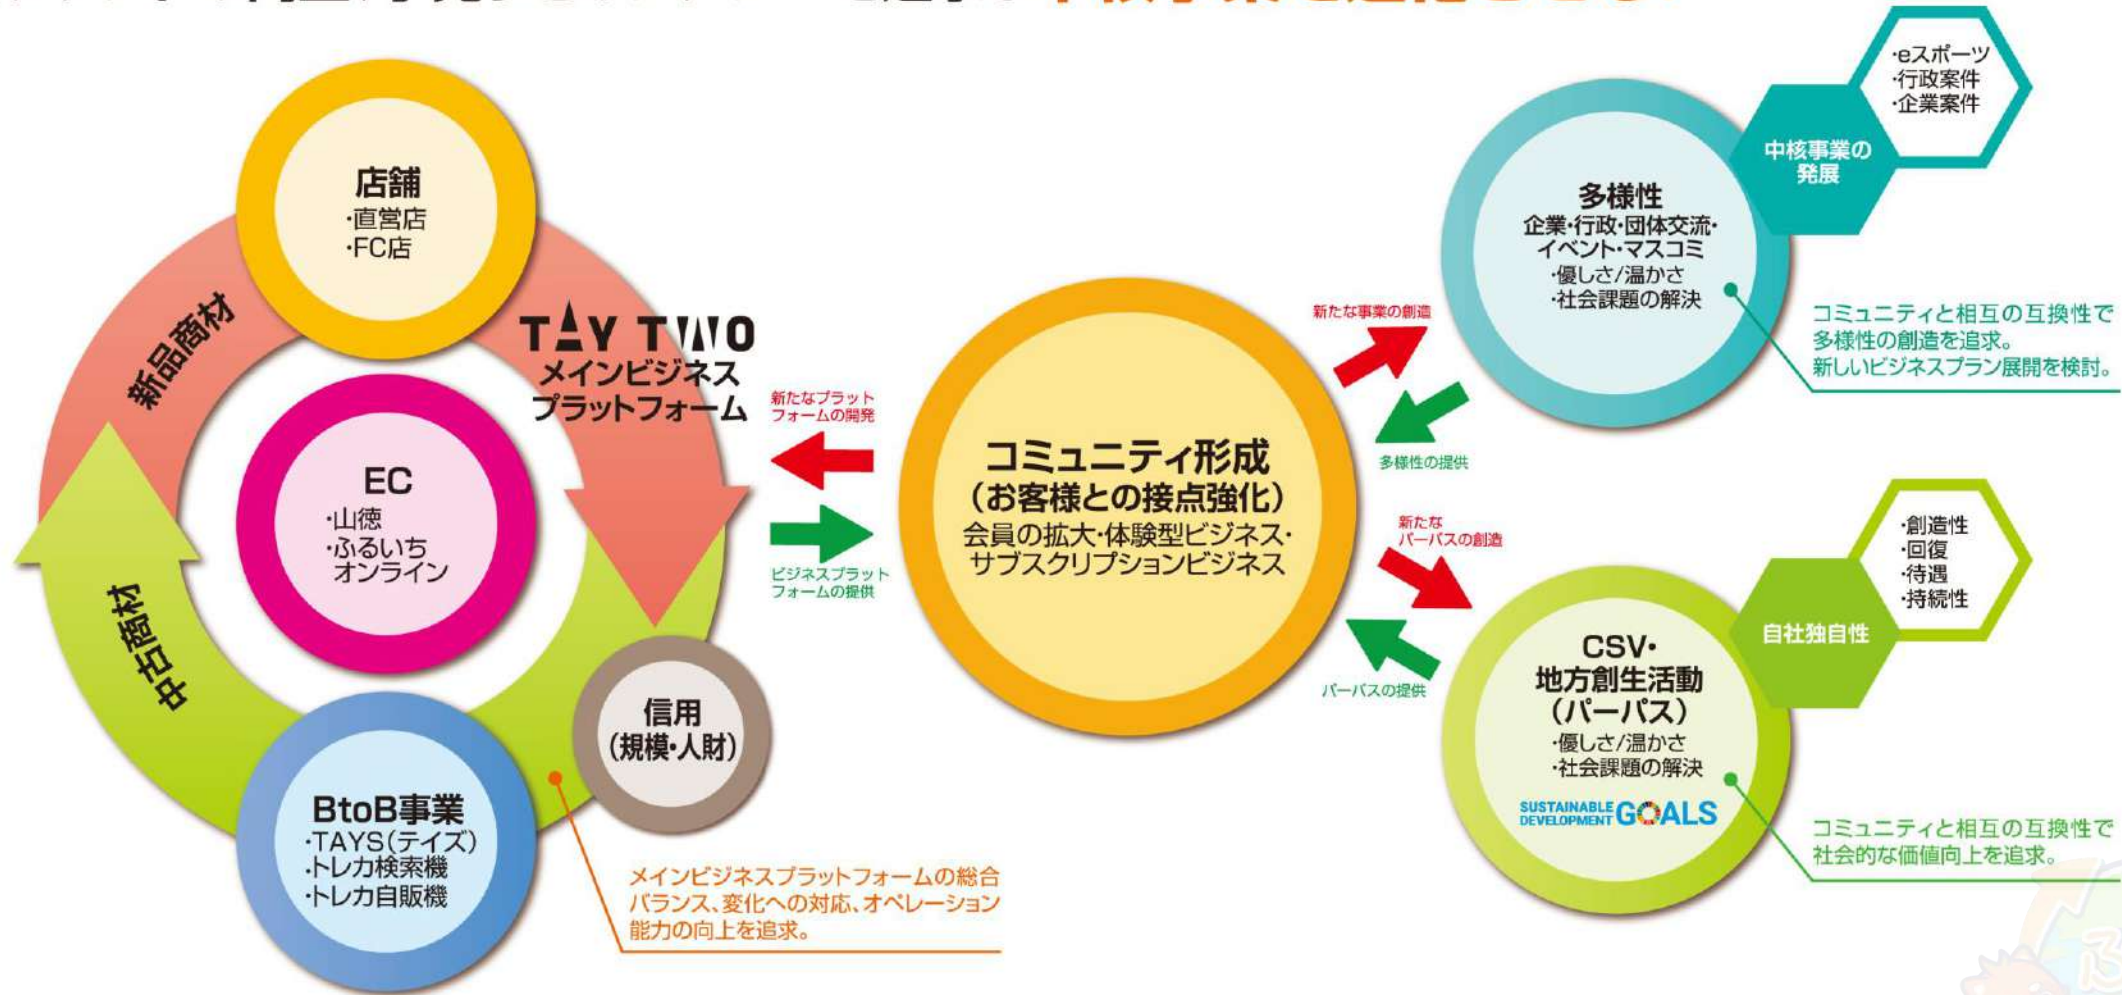 店舗
・直営店
・FC店
新品商材
TAY TWO
メインビジネス
プラットフォーム
EC
・山徳
・ふるいち
オンライン
中古商材
BtoB事業
・TAYS(テイズ)
・トレカ検索機
・トレカ自販機
信用
(規模・人財)
メインビジネスプラットフォームの総合
バランス、変化への対応、オペレーション
能力の向上を追求。
新たなプラット
フォームの開発
ビジネスプラット
フォームの提供
コミュニティ形成
(お客様との接点強化)
会員の拡大・体験型ビジネス・
サブスクリプションビジネス
新たな事業の創造
多様性の提供
新たな
パーパスの創造
パーパスの提供
多様性
企業・行政・団体交流・
イベント・マスコミ
・優しさ/温かさ
・社会課題の解決
中核事業の
発展
・eスポーツ
・行政案件
・企業案件
コミュニティと相互の互換性で
多様性の創造を追求。
新しいビジネスプラン展開を検討。
CSV・
地方創生活動
(パーパス)
・優しさ/温かさ
・社会課題の解決
SUSTAINABLE
DEVELOPMENT GOALS
自社独自性
・創造性
・回復
・待遇
・持続性
コミュニティと相互の互換性で
社会的な価値向上を追求。